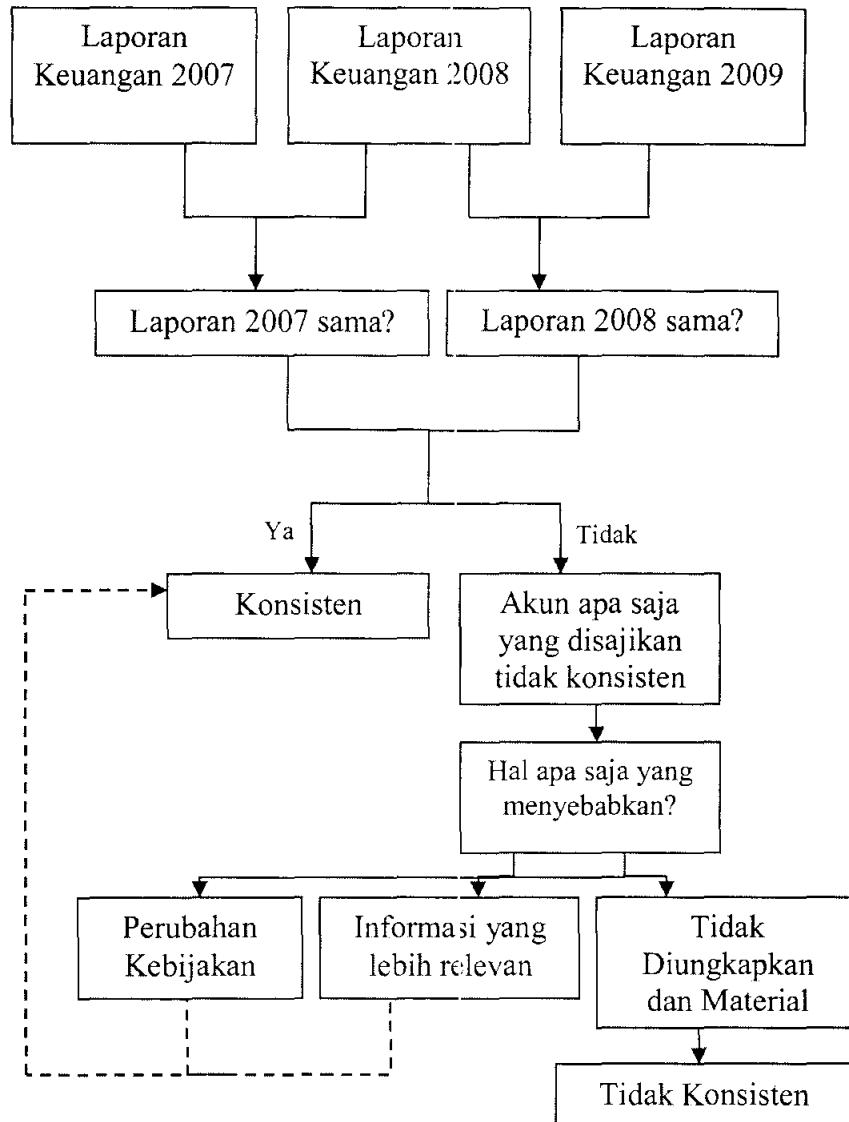 Laporan
Keuangan 2007
Laporan
Keuangan 2008
Laporan
Keuangan 2009
Laporan 2007 sama?
Laporan 2008 sama?
Ya
Tidak
Konsisten
Akun apa saja
yang disajikan
tidak konsisten
Hal apa saja yang
menyebabkan?
Perubahan
Kebijakan
Informasi yang
lebih relevan
Tidak
Diungkapkan
dan Material
Tidak Konsisten